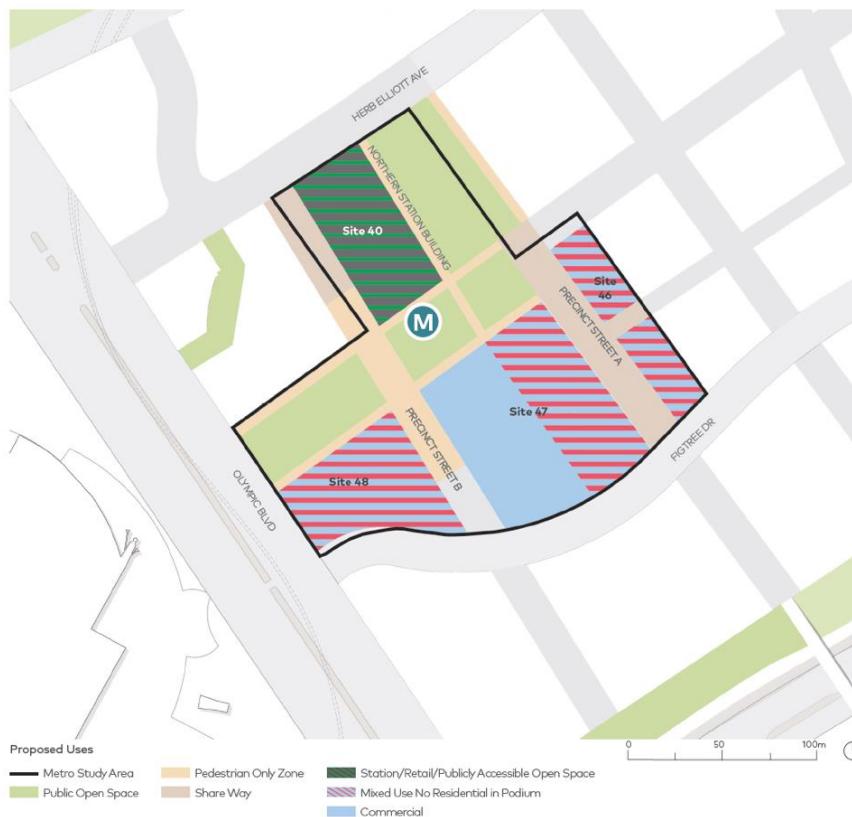 HERB ELLIOTT AVE
NORTHERN STATION BUILDING
Site 40
Site
46
PRECINCT STREET A
M
Site 47
PRECINCT STREET B
FIGTREE DR
Site 48
OLYMPIC BLVD
Proposed Uses
Metro Study Area
Pedestrian Only Zone
Station/Retail/Publicly Accessible Open Space
Public Open Space
Share Way
Mixed Use No Residential in Podium
Commercial
0 50 100m